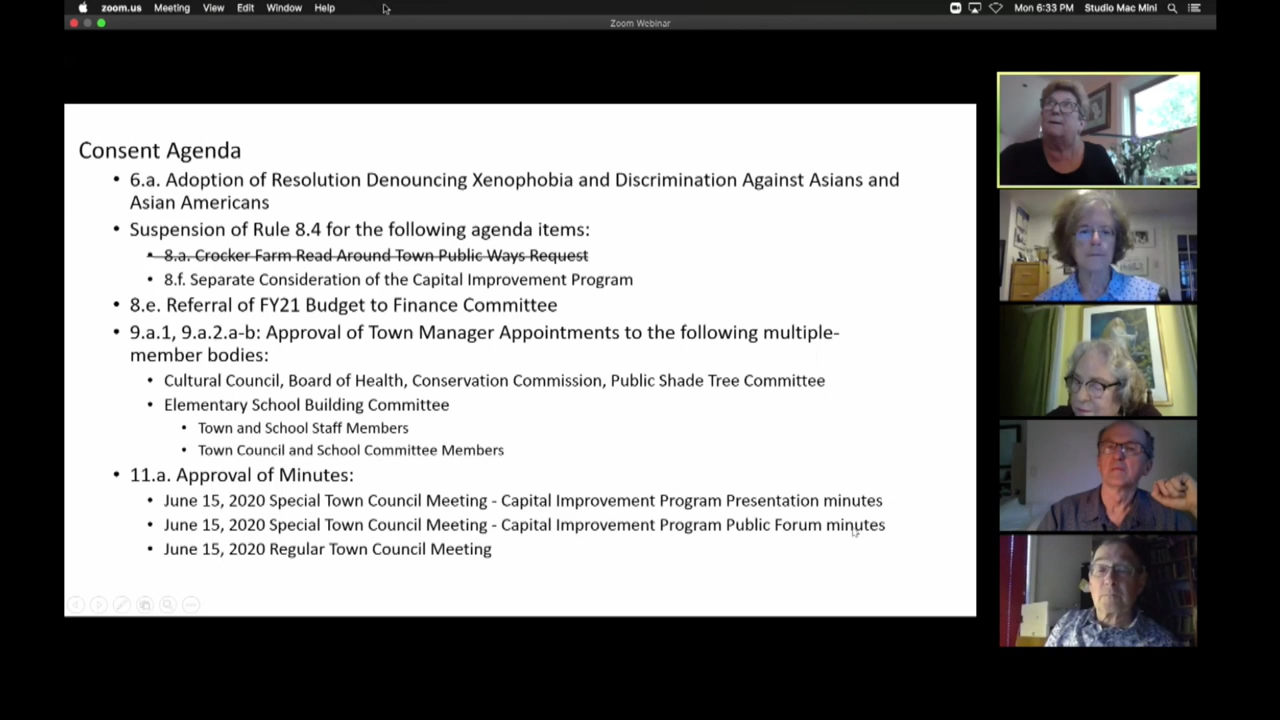 zoom.us Meeting View Edit Window Help Mon 6:33 PM Studio Mac Mini
Zoom Webinar
Consent Agenda
• 6.a. Adoption of Resolution Denouncing Xenophobia and Discrimination Against Asians and
Asian Americans
• Suspension of Rule 8.4 for the following agenda items:
• 8.a. Crocker Farm Read Around Town Public Ways Request
• 8.f. Separate Consideration of the Capital Improvement Program
• 8.e. Referral of FY21 Budget to Finance Committee
• 9.a.1, 9.a.2.a-b: Approval of Town Manager Appointments to the following multiple-
member bodies:
• Cultural Council, Board of Health, Conservation Commission, Public Shade Tree Committee
• Elementary School Building Committee
• Town and School Staff Members
• Town Council and School Committee Members
• 11.a. Approval of Minutes:
• June 15, 2020 Special Town Council Meeting - Capital Improvement Program Presentation minutes
• June 15, 2020 Special Town Council Meeting - Capital Improvement Program Public Forum minutes
• June 15, 2020 Regular Town Council Meeting